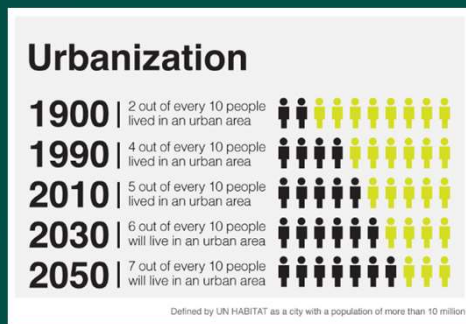 Urbanization
1900 | 2 out of every 10 people
lived in an urban area
1990 | 4 out of every 10 people
lived in an urban area
2010 | 5 out of every 10 people
lived in an urban area
2030 | 6 out of every 10 people
will live in an urban area
2050 | 7 out of every 10 people
will live in an urban area
Defined by UN HABITAT as a city with a population of more than 10 million